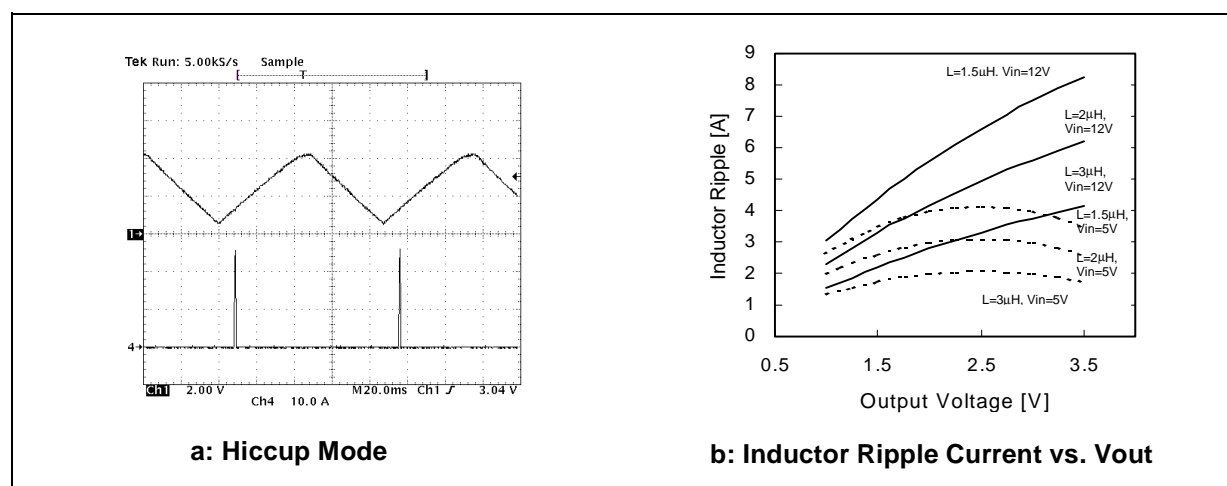 Tek Run: 5.00kS/s Sample
[ T ]
1→
4→
Ch1 2.00 V M20.0ms Ch1 ∫ 3.04 V
Ch4 10.0 A
a: Hiccup Mode
9
8
7
6
5
4
3
2
1
0
Inductor Ripple [A]
L=1.5µH. Vin=12V
L=2µH,
Vin=12V
L=3µH,
Vin=12V
L=1.5µH,
Vin=5V
L=2µH,
Vin=5V
L=3µH, Vin=5V
0.5 1.5 2.5 3.5
Output Voltage [V]
b: Inductor Ripple Current vs. Vout